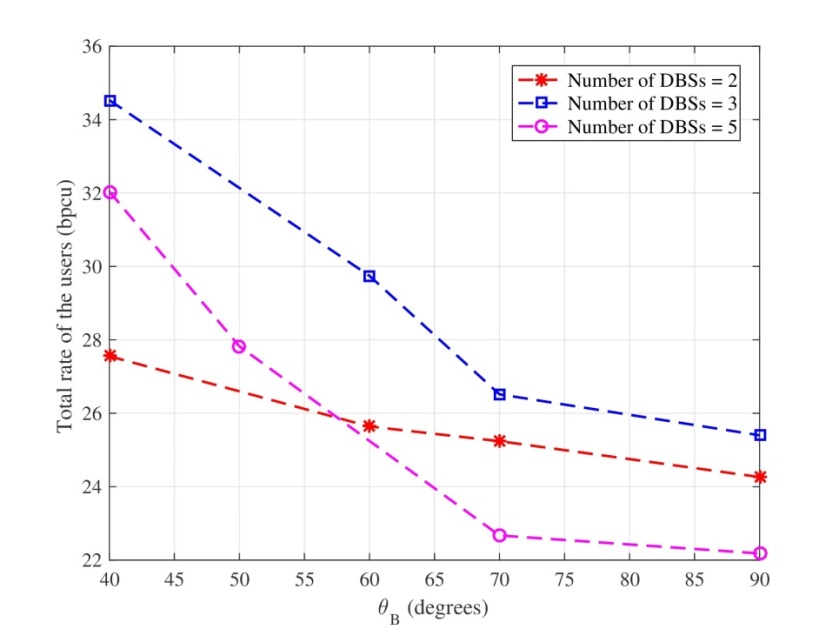 36
34
32
30
28
26
24
22
Total rate of the users (bpcu)
Number of DBSs = 2
Number of DBSs = 3
Number of DBSs = 5
40 45 50 55 60 65 70 75 80 85 90
θB (degrees)